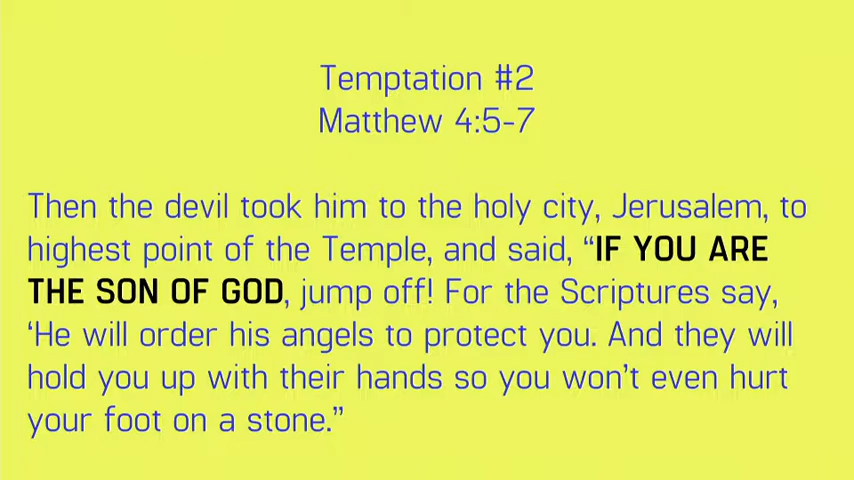 Temptation #2
Matthew 4:5-7
Then the devil took him to the holy city, Jerusalem, to
highest point of the Temple, and said, “IF YOU ARE
THE SON OF GOD, jump off! For the Scriptures say,
‘He will order his angels to protect you. And they will
hold you up with their hands so you won’t even hurt
your foot on a stone.”